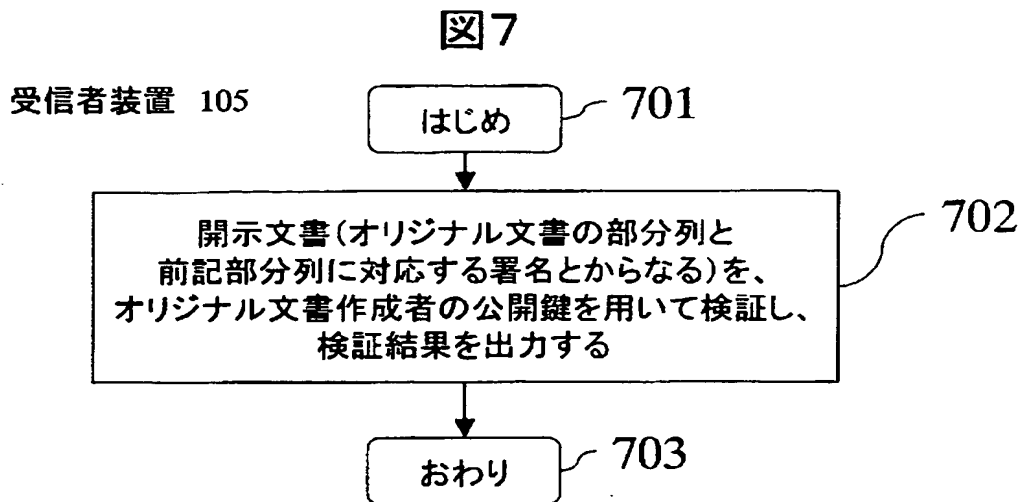 図7
受信者装置 105
はじめ
701
開示文書(オリジナル文書の部分列と
前記部分列に対応する署名とからなる)を、
オリジナル文書作成者の公開鍵を用いて検証し、
検証結果を出力する
702
おわり
703